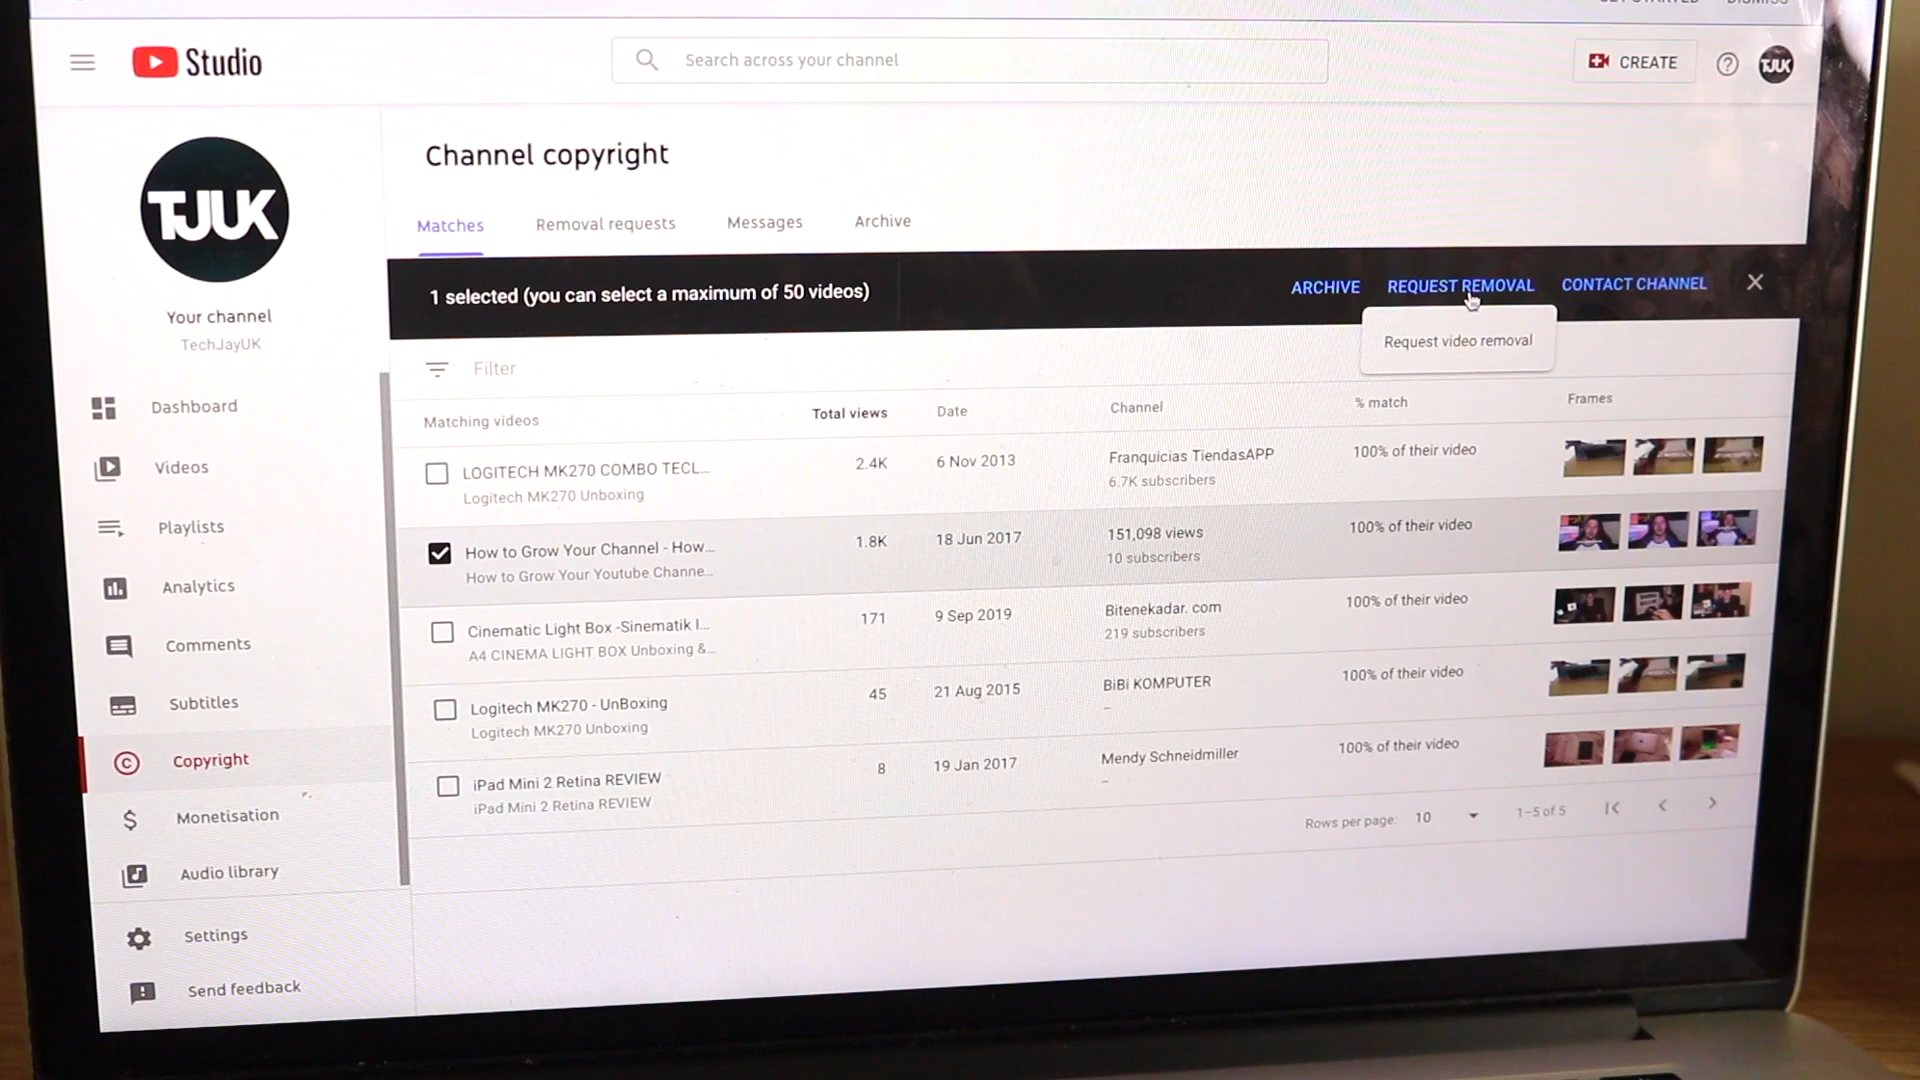 Studio
Search across your channel
CREATE
TJUK
TJUK
Your channel
TechJayUK
Dashboard
Videos
Playlists
Analytics
Comments
Subtitles
Copyright
Monetisation
Audio library
Settings
Send feedback
Channel copyright
Matches Removal requests Messages Archive
1 selected (you can select a maximum of 50 videos) ARCHIVE REQUEST REMOVAL CONTACT CHANNEL
Request video removal
Filter
Matching videos Total views Date Channel % match Frames
LOGITECH MK270 COMBO TECL... 2.4K 6 Nov 2013 Franquicias TiendasAPP 100% of their video
Logitech MK270 Unboxing 6.7K subscribers
How to Grow Your Channel - How... 1.8K 18 Jun 2017 151,098 views 100% of their video
How to Grow Your Youtube Channe... 10 subscribers
Cinematic Light Box -Sinematik I... 171 9 Sep 2019 Bitenekadar. com 100% of their video
A4 CINEMA LIGHT BOX Unboxing &... 219 subscribers
Logitech MK270 - UnBoxing 45 21 Aug 2015 BiBi KOMPUTER 100% of their video
Logitech MK270 Unboxing –
iPad Mini 2 Retina REVIEW 8 19 Jan 2017 Mendy Schneidmiller 100% of their video
iPad Mini 2 Retina REVIEW –
Rows per page: 10 1–5 of 5